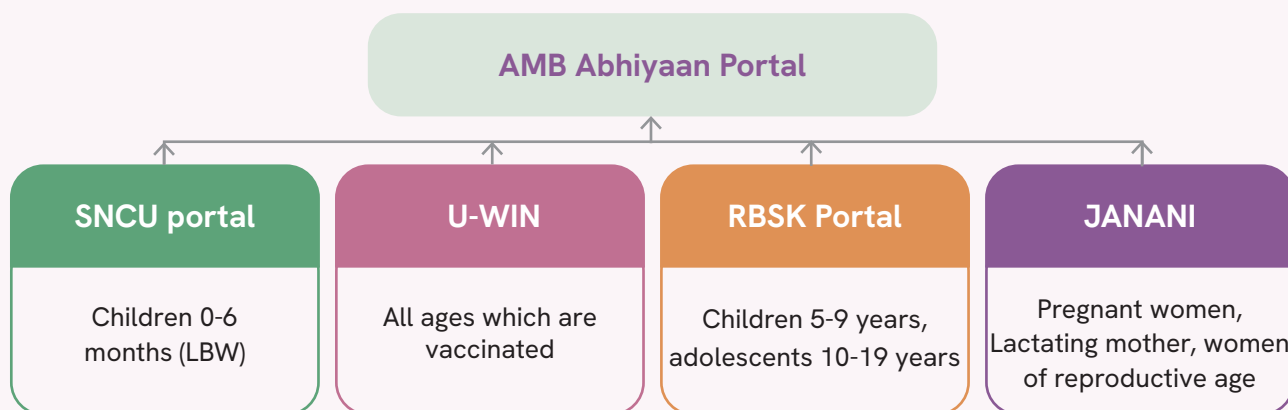 AMB Abhiyaan Portal
SNCU portal
Children 0-6
months (LBW)
U-WIN
All ages which are
vaccinated
RBSK Portal
Children 5-9 years,
adolescents 10-19 years
JANANI
Pregnant women,
Lactating mother, women
of reproductive age